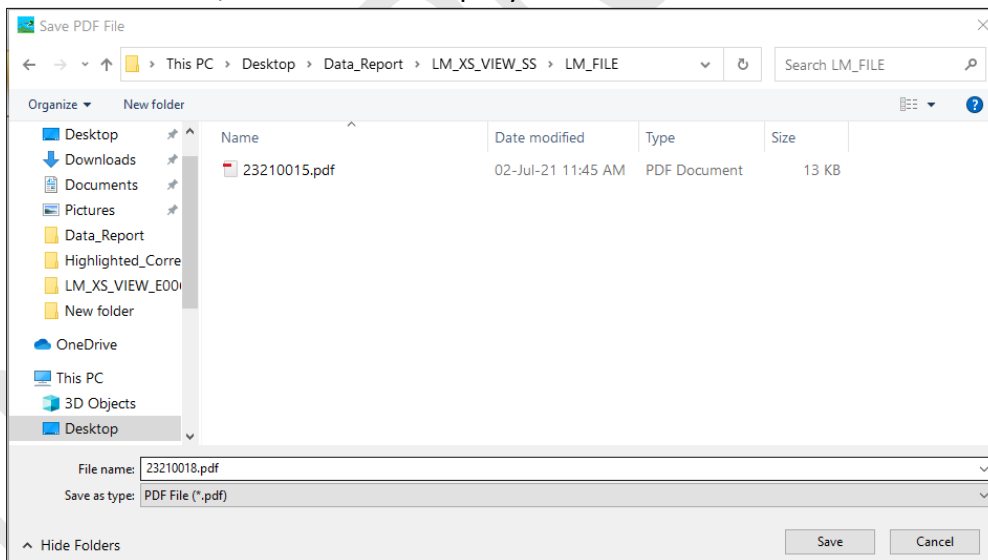 Save PDF File
This PC > Desktop > Data_Report > LM_XS_VIEW_SS > LM_FILE
Search LM_FILE
Organize
New folder
Name
Date modified
Type
Size
23210015.pdf
02-Jul-21 11:45 AM
PDF Document
13 KB
Desktop
Downloads
Documents
Pictures
Data_Report
Highlighted_Corre
LM_XS_VIEW_E00
New folder
OneDrive
This PC
3D Objects
Desktop
File name: 23210018.pdf
Save as type: PDF File (*.pdf)
Hide Folders
Save
Cancel